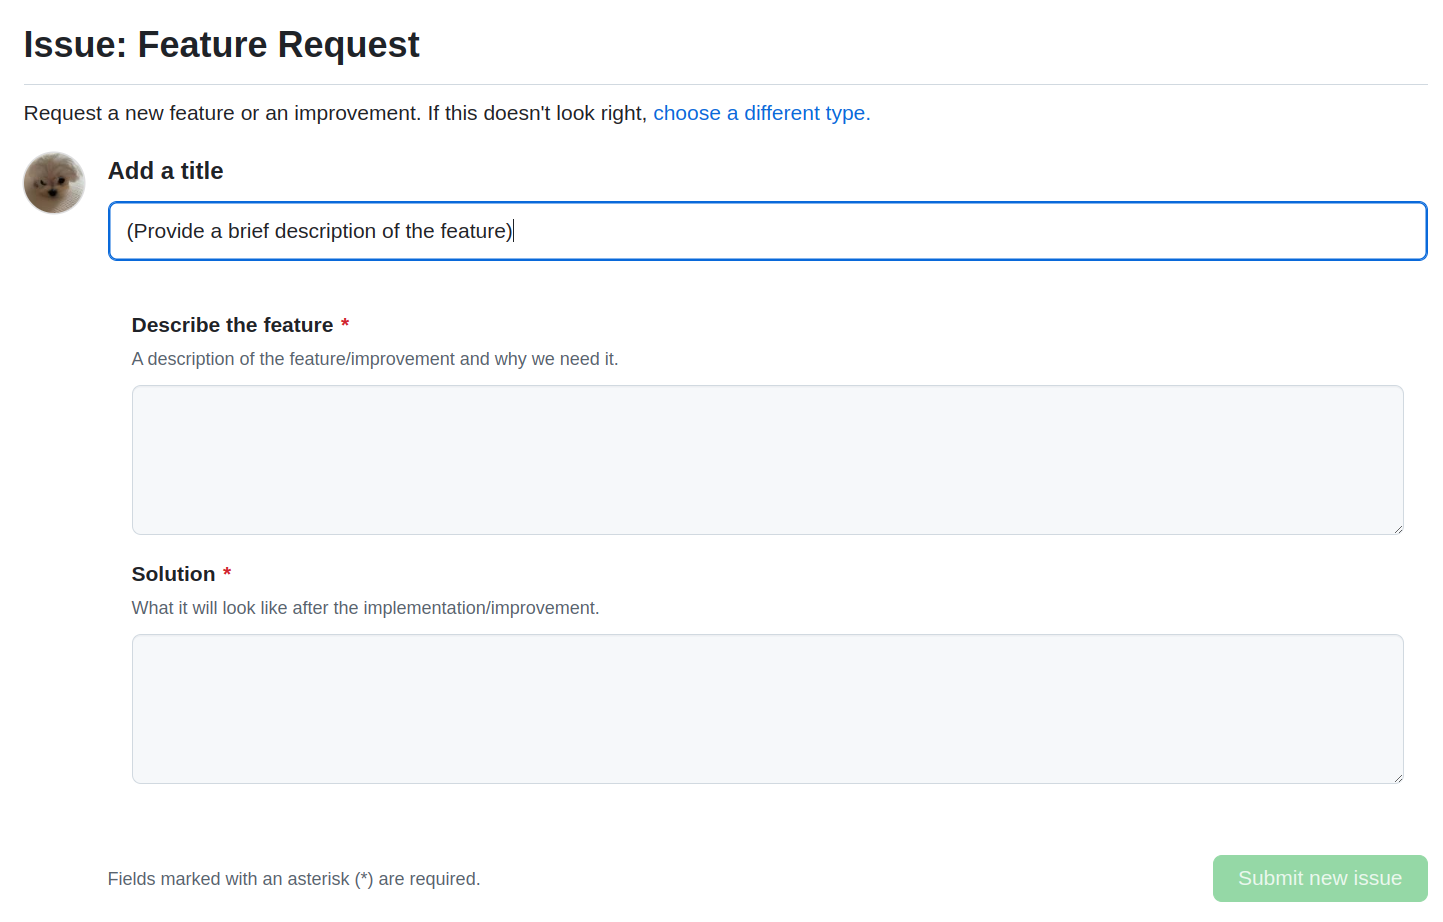 Issue: Feature Request
Request a new feature or an improvement. If this doesn't look right, choose a different type.
Add a title
(Provide a brief description of the feature)
Describe the feature *
A description of the feature/improvement and why we need it.
Solution *
What it will look like after the implementation/improvement.
Fields marked with an asterisk (*) are required.
Submit new issue